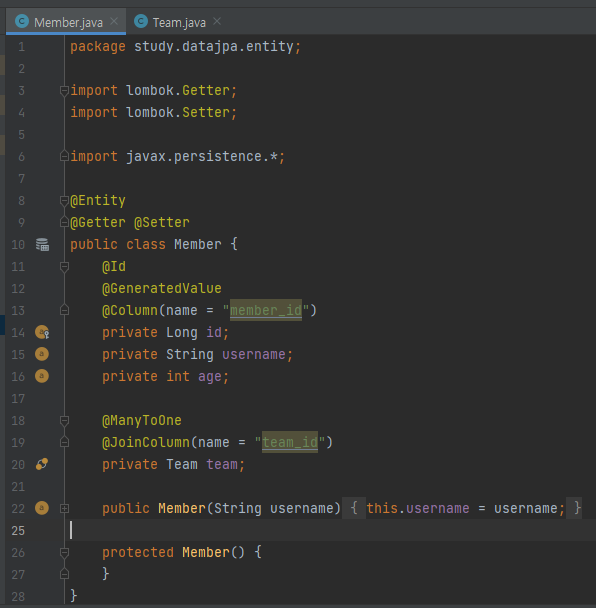 Member.java Team.java
1 package study.datajpa.entity;
2
3 import lombok.Getter;
4 import lombok.Setter;
5
6 import javax.persistence.*;
7
8 @Entity
9 @Getter @Setter
10 public class Member {
11 @Id
12 @GeneratedValue
13 @Column(name = "member_id")
14 private Long id;
15 private String username;
16 private int age;
17
18 @ManyToOne
19 @JoinColumn(name = "team_id")
20 private Team team;
21
22 public Member(String username) { this.username = username; }
25
26 protected Member() {
27 }
28 }